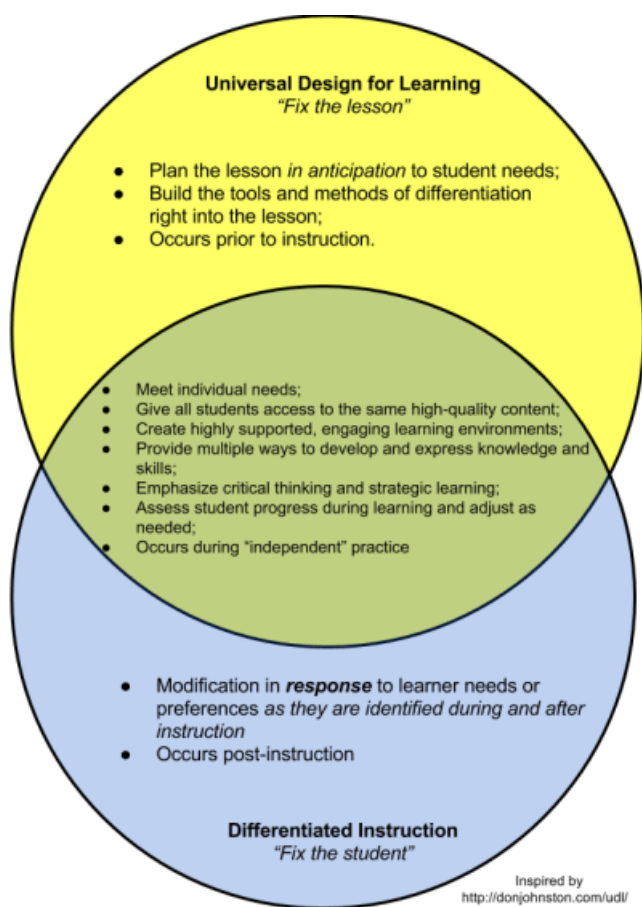 Universal Design for Learning
“Fix the lesson”
● Plan the lesson in anticipation to student needs;
● Build the tools and methods of differentiation
right into the lesson;
● Occurs prior to instruction.
● Meet individual needs;
● Give all students access to the same high-quality content;
● Create highly supported, engaging learning environments;
● Provide multiple ways to develop and express knowledge and
skills;
● Emphasize critical thinking and strategic learning;
● Assess student progress during learning and adjust as
needed;
● Occurs during “independent” practice
● Modification in response to learner needs or
preferences as they are identified during and after
instruction
● Occurs post-instruction
Differentiated Instruction
“Fix the student”
Inspired by
http://donjohnston.com/udl/